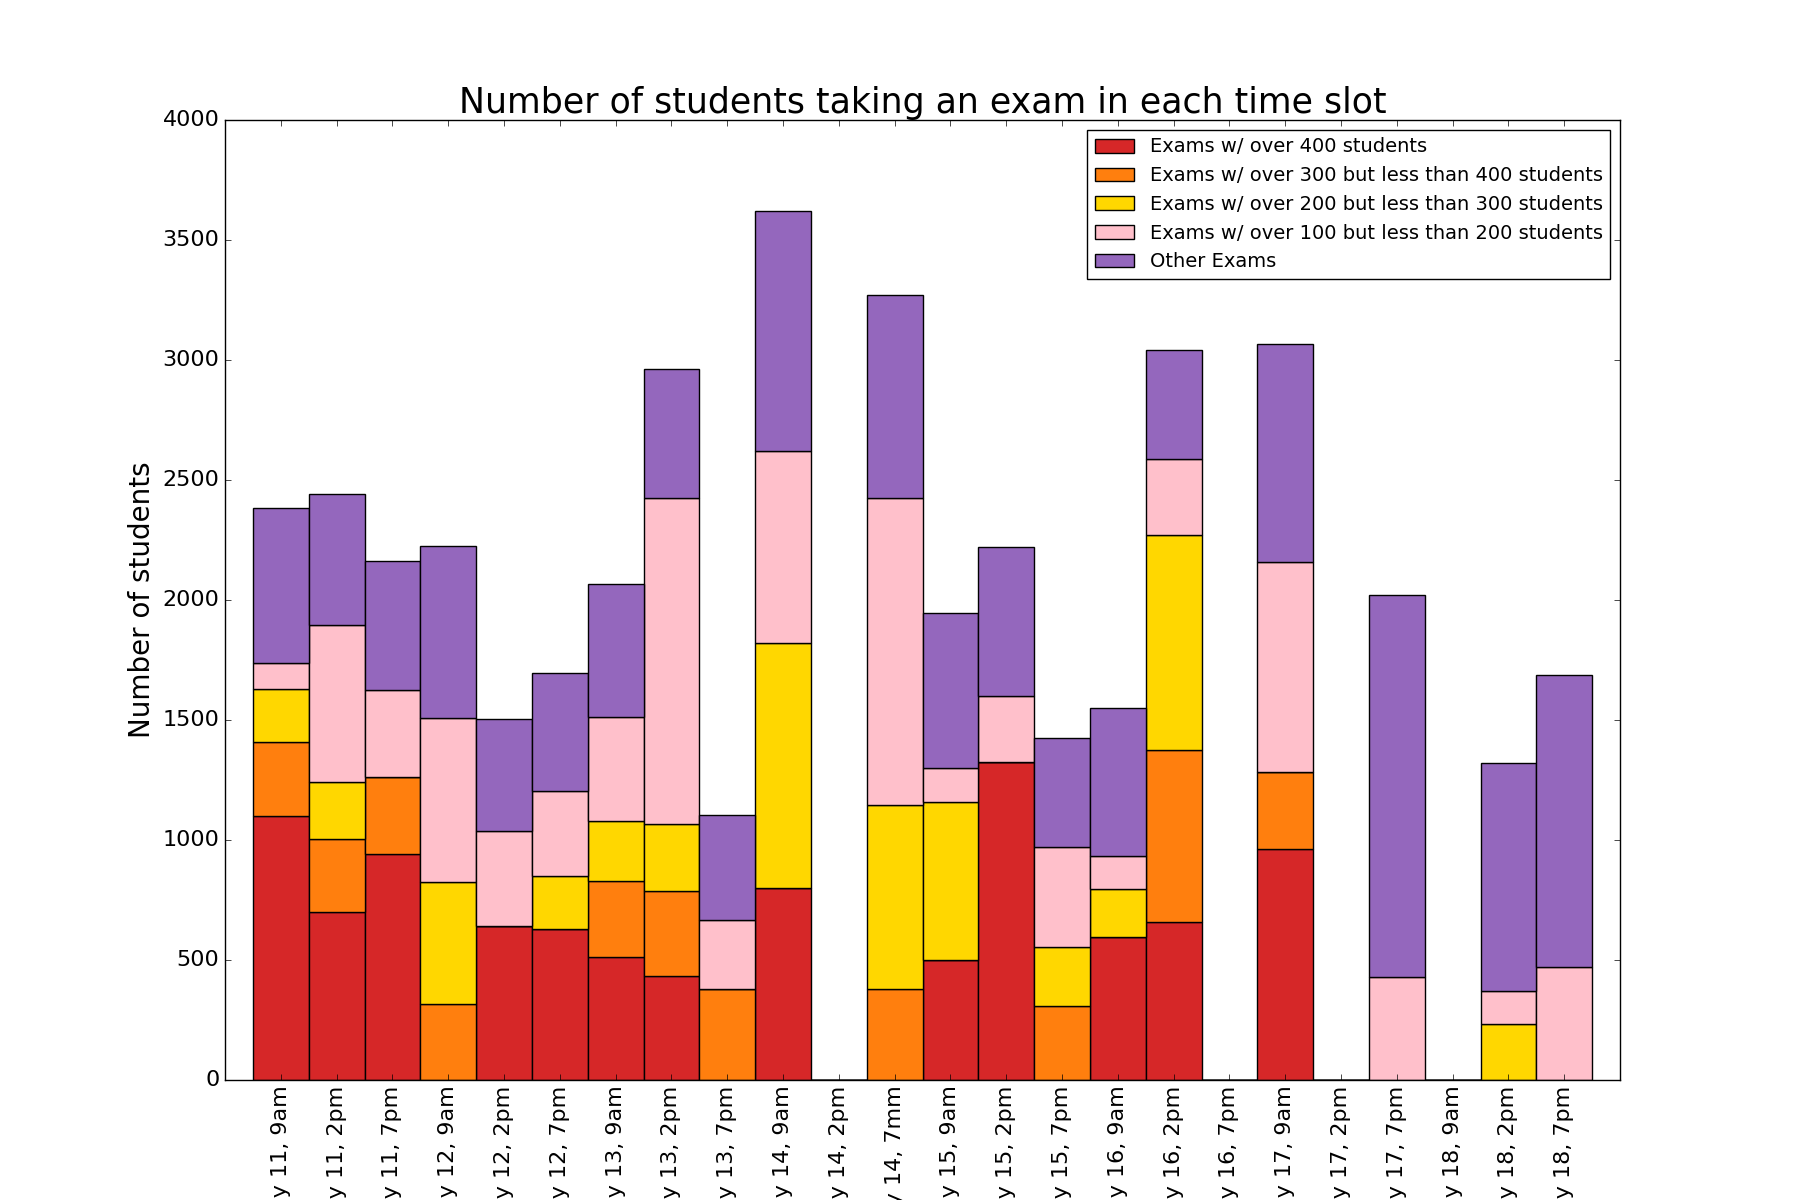 Number of students taking an exam in each time slot
Exams w/ over 400 students
Exams w/ over 300 but less than 400 students
Exams w/ over 200 but less than 300 students
Exams w/ over 100 but less than 200 students
Other Exams
Number of students
4000
3500
3000
2500
2000
1500
1000
500
0
y 11, 9am
y 11, 2pm
y 11, 7pm
y 12, 9am
y 12, 2pm
y 12, 7pm
y 13, 9am
y 13, 2pm
y 13, 7pm
y 14, 9am
y 14, 2pm
y 14, 7mm
y 15, 9am
y 15, 2pm
y 15, 7pm
y 16, 9am
y 16, 2pm
y 16, 7pm
y 17, 9am
y 17, 2pm
y 17, 7pm
y 18, 9am
y 18, 2pm
y 18, 7pm